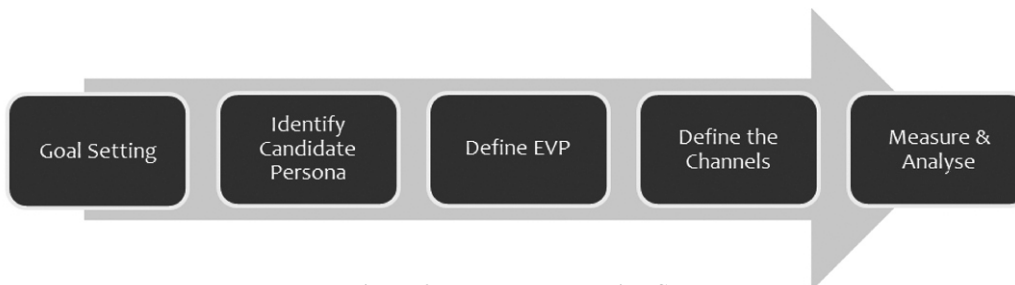 Goal Setting
Identify
Candidate
Persona
Define EVP
Define the
Channels
Measure &
Analyse